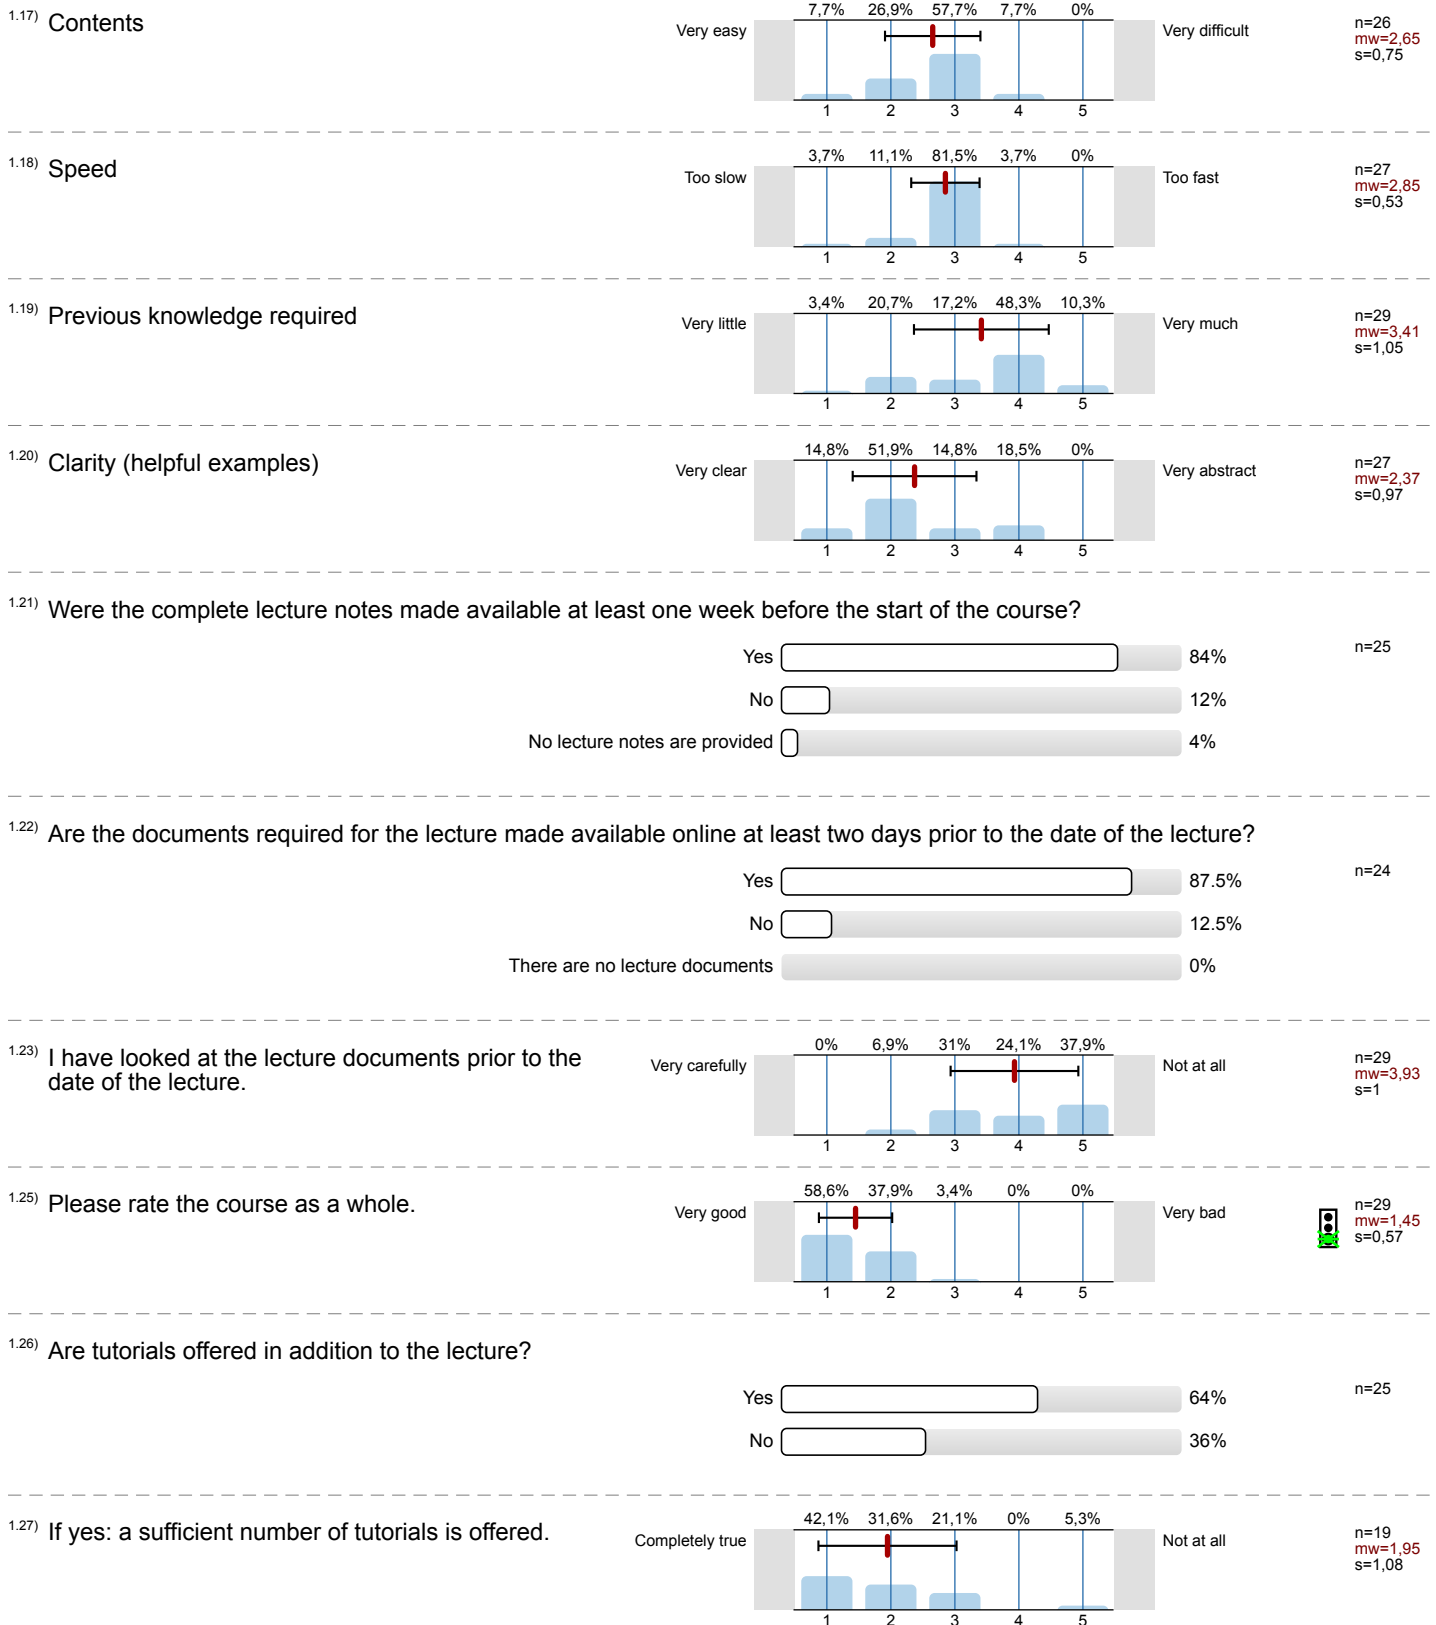 1.17) Contents
7,7% 26,9% 57,7% 7,7% 0%
Very easy
Very difficult
n=26
mw=2,65
s=0,75
1 2 3 4 5
1.18) Speed
3,7% 11,1% 81,5% 3,7% 0%
Too slow
Too fast
n=27
mw=2,85
s=0,53
1 2 3 4 5
1.19) Previous knowledge required
3,4% 20,7% 17,2% 48,3% 10,3%
Very little
Very much
n=29
mw=3,41
s=1,05
1 2 3 4 5
1.20) Clarity (helpful examples)
14,8% 51,9% 14,8% 18,5% 0%
Very clear
Very abstract
n=27
mw=2,37
s=0,97
1 2 3 4 5
1.21) Were the complete lecture notes made available at least one week before the start of the course?
Yes 84%
n=25
No 12%
No lecture notes are provided 4%
1.22) Are the documents required for the lecture made available online at least two days prior to the date of the lecture?
Yes 87.5%
n=24
No 12.5%
There are no lecture documents 0%
1.23) I have looked at the lecture documents prior to the
date of the lecture.
0% 6,9% 31% 24,1% 37,9%
Very carefully
Not at all
n=29
mw=3,93
s=1
1 2 3 4 5
1.25) Please rate the course as a whole.
58,6% 37,9% 3,4% 0% 0%
Very good
Very bad
n=29
mw=1,45
s=0,57
1 2 3 4 5
1.26) Are tutorials offered in addition to the lecture?
Yes 64%
n=25
No 36%
1.27) If yes: a sufficient number of tutorials is offered.
42,1% 31,6% 21,1% 0% 5,3%
Completely true
Not at all
n=19
mw=1,95
s=1,08
1 2 3 4 5